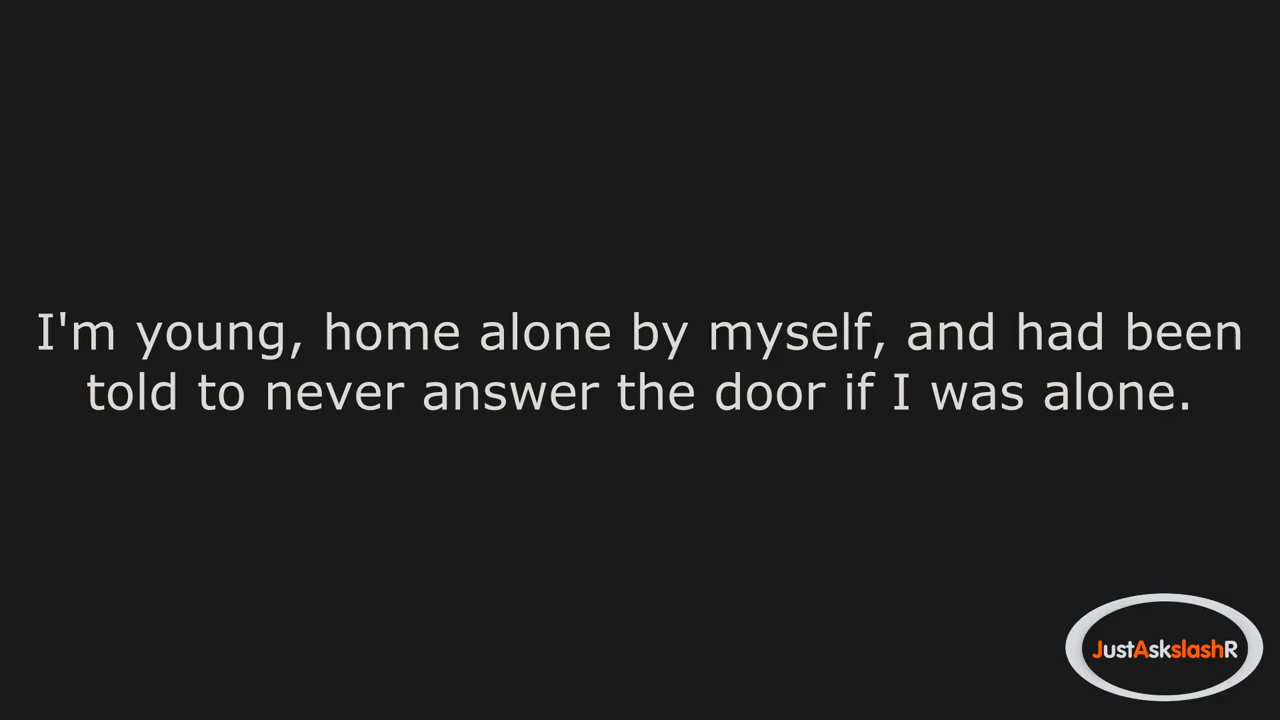 I'm young, home alone by myself, and had been
told to never answer the door if I was alone.
JustAskslashR